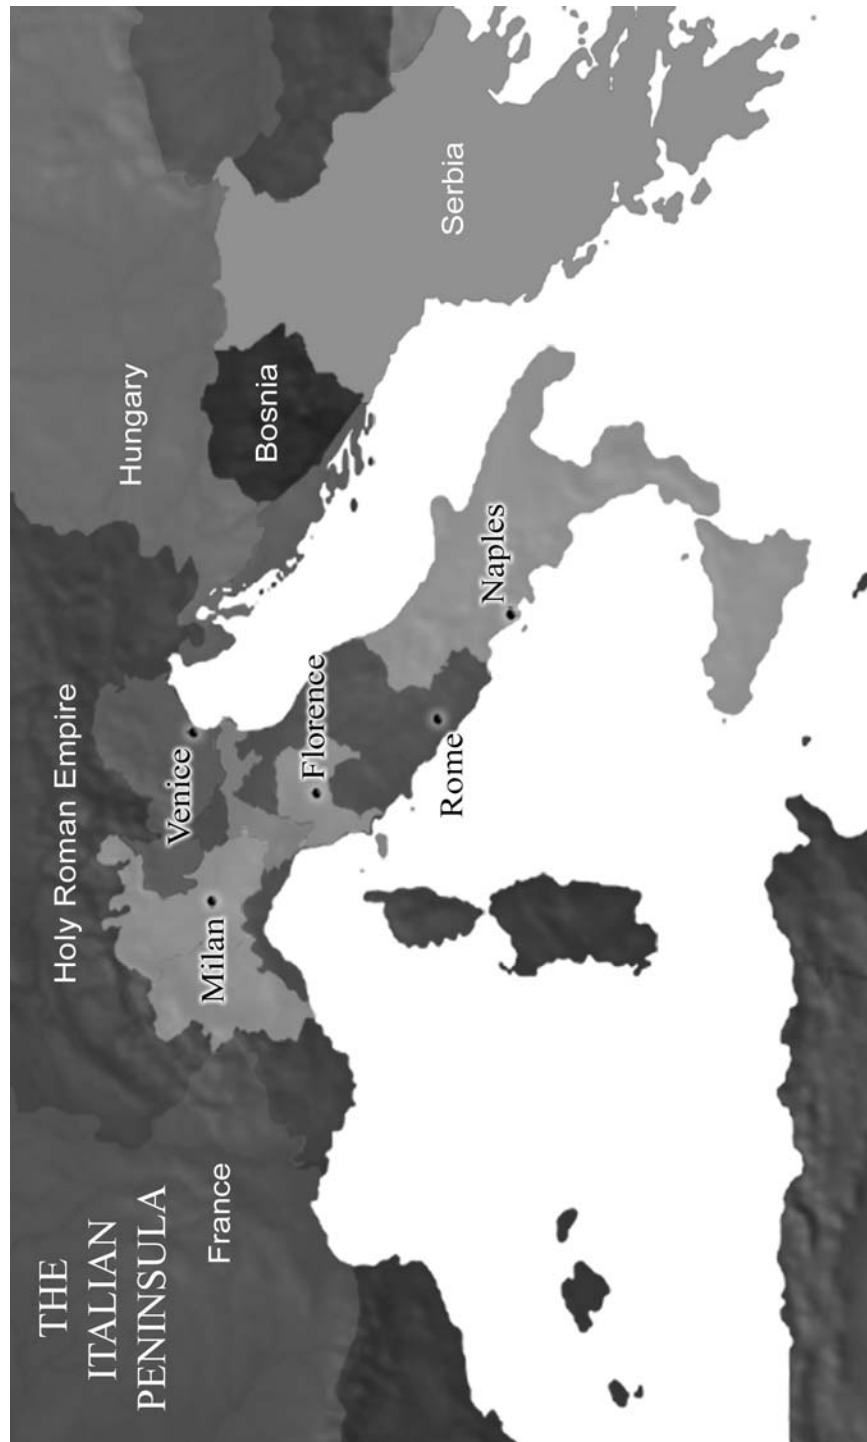 THE
ITALIAN
PENINSULA
Holy Roman Empire
Hungary
France
Milan
Venice
Bosnia
Florence
Rome
Naples
Serbia